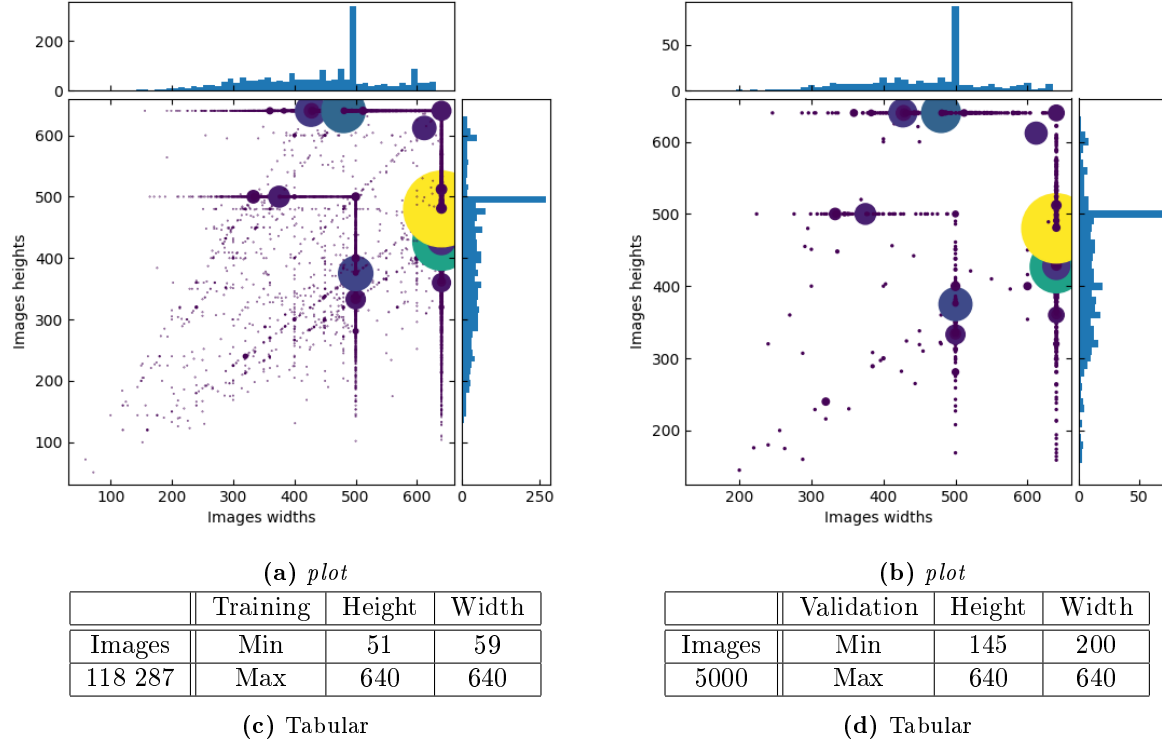 200
0
600
500
400
300
200
100
Images heights
100 200 300 400 500 600
0 250
Images widths
(a) plot
Training Height Width
Images Min 51 59
118 287 Max 640 640
(c) Tabular
50
0
600
500
400
300
200
Images heights
200 300 400 500 600
0 50
Images widths
(b) plot
Validation Height Width
Images Min 145 200
5000 Max 640 640
(d) Tabular